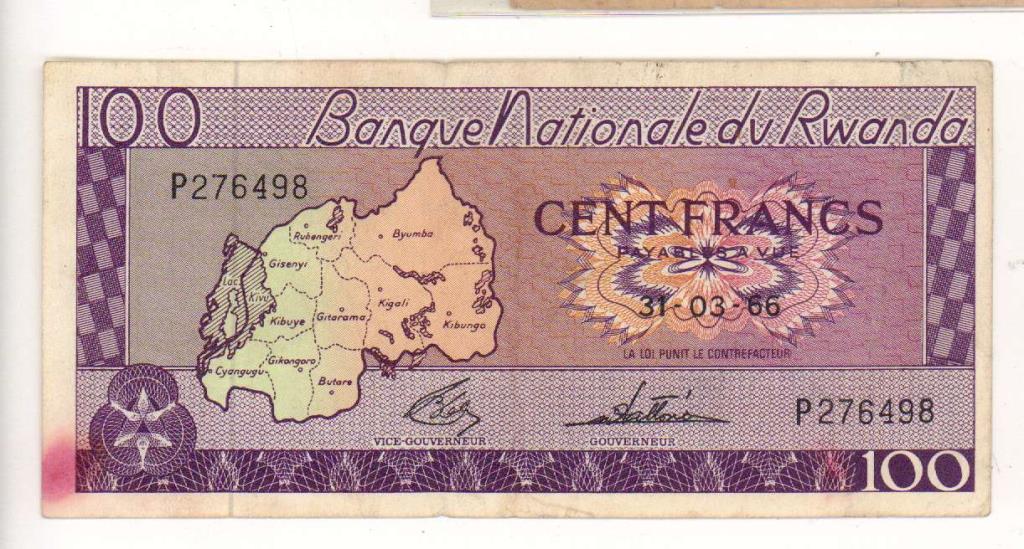 100 Banque Nationale du Rwanda
P276498
CENT FRANCS
PAYABLES A VUE
31-03-66
LA LOI PUNIT LE CONTREFACTEUR
Ruhengeri
Byumba
Gisenyi
Lac
Kivu
Kigali
Kibuye
Gitarama
Kibungo
Gikongoro
Cyangugu
Butare
VICE-GOUVERNEUR
GOUVERNEUR
P276498
100